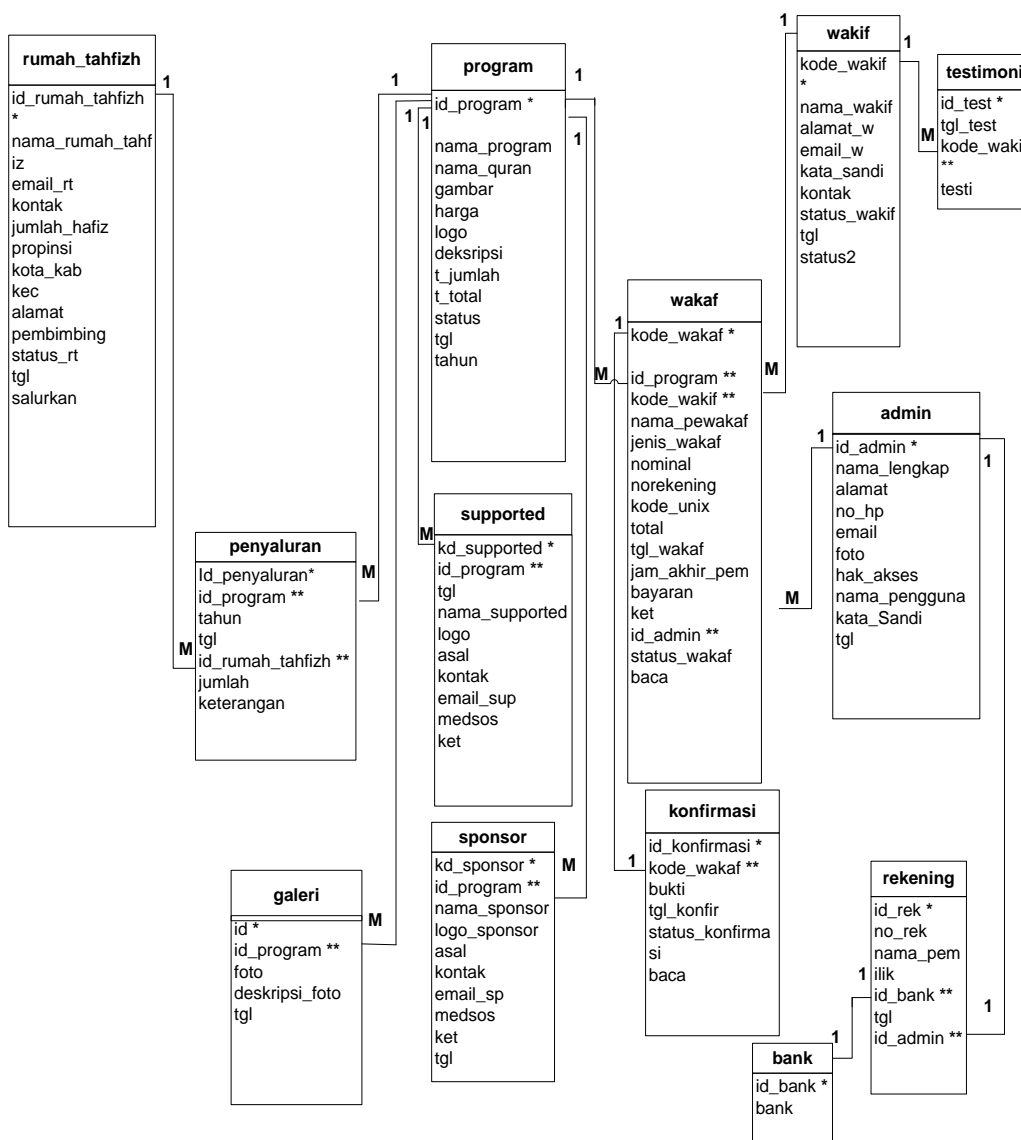 rumah_tahfizh
id_rumah_tahfizh
*
nama_rumah_tahf
iz
email_rt
kontak
jumlah_hafiz
propinsi
kota_kab
kec
alamat
pembimbing
status_rt
tgl
salurkan
1
M
penyaluran
Id_penyaluran*
id_program **
tahun
tgl
id_rumah_tahfizh **
jumlah
keterangan
M
1
program
id_program *
nama_program
nama_quran
gambar
harga
logo
deksripsi
t_jumlah
t_total
status
tgl
tahun
1
1
1
1
M
supported
kd_supported *
id_program **
tgl
nama_supported
logo
asal
kontak
email_sup
medsos
ket
sponsor
kd_sponsor *
id_program **
nama_sponsor
logo_sponsor
asal
kontak
email_sp
medsos
ket
tgl
M
galeri
id *
id_program **
foto
deskripsi_foto
tgl
M
wakaf
kode_wakaf *
id_program **
kode_wakif **
nama_pewakaf
jenis_wakaf
nominal
norekening
kode_unix
total
tgl_wakaf
jam_akhir_pem
bayaran
ket
id_admin **
status_wakaf
baca
1
M
M
M
konfirmasi
id_konfirmasi *
kode_wakaf **
bukti
tgl_konfir
status_konfirma
si
baca
1
wakif
kode_wakif
*
nama_wakif
alamat_w
email_w
kata_sandi
kontak
status_wakif
tgl
status2
1
1
testimoni
id_test *
tgl_test
kode_waki
**
testi
M
admin
id_admin *
nama_lengkap
alamat
no_hp
email
foto
hak_akses
nama_pengguna
kata_Sandi
tgl
1
1
rekening
id_rek *
no_rek
nama_pem
ilik
id_bank **
tgl
id_admin **
1
1
bank
id_bank *
bank
1